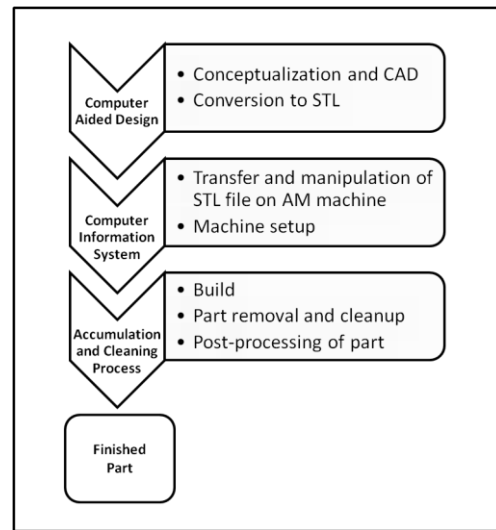 Computer
Aided Design
• Conceptualization and CAD
• Conversion to STL
Computer
Information
System
• Transfer and manipulation of
STL file on AM machine
• Machine setup
Accumulation
and Cleaning
Process
• Build
• Part removal and cleanup
• Post-processing of part
Finished
Part